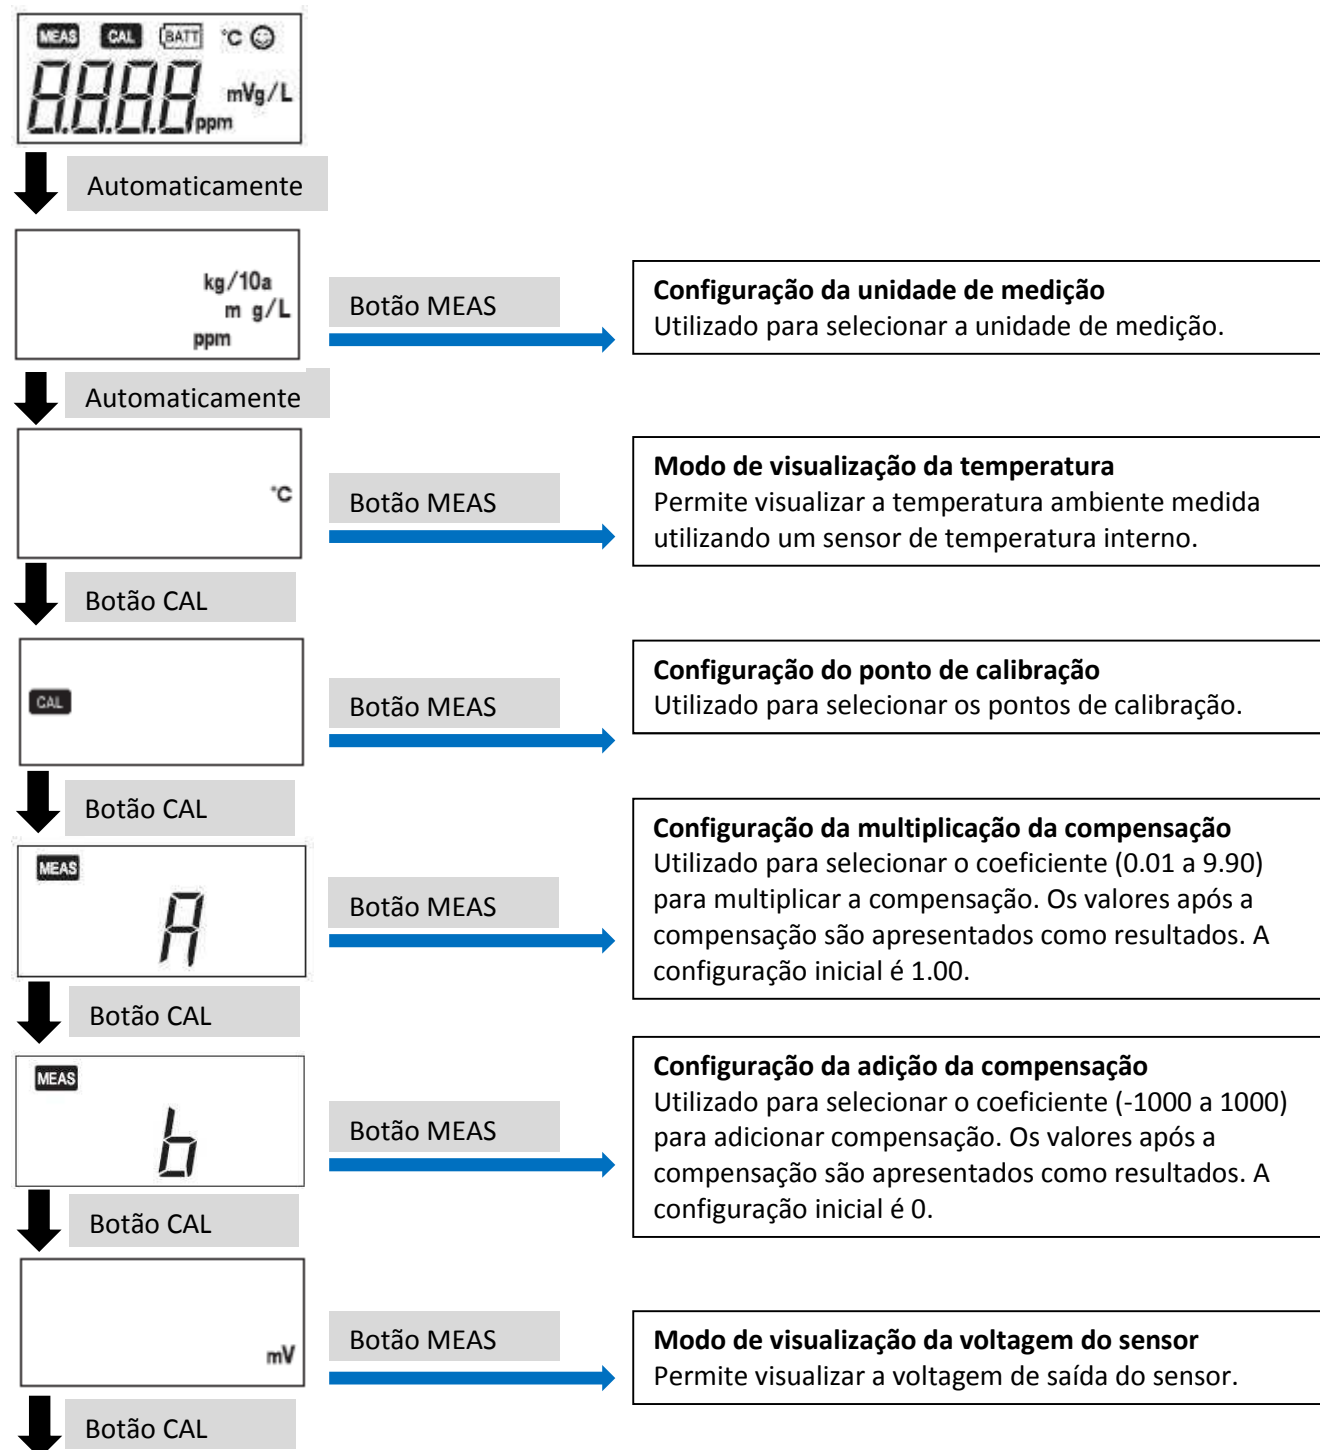 MEAS CAL BATT °C
8.8.8.8 mVg/L
ppm
Automaticamente
kg/10a
m g/L
ppm
Botão MEAS
Configuração da unidade de medição
Utilizado para selecionar a unidade de medição.
Automaticamente
°C
Botão MEAS
Modo de visualização da temperatura
Permite visualizar a temperatura ambiente medida
utilizando um sensor de temperatura interno.
Botão CAL
CAL
Botão MEAS
Configuração do ponto de calibração
Utilizado para selecionar os pontos de calibração.
Botão CAL
MEAS
A
Botão MEAS
Configuração da multiplicação da compensação
Utilizado para selecionar o coeficiente (0.01 a 9.90)
para multiplicar a compensação. Os valores após a
compensação são apresentados como resultados. A
configuração inicial é 1.00.
Botão CAL
MEAS
b
Botão MEAS
Configuração da adição da compensação
Utilizado para selecionar o coeficiente (-1000 a 1000)
para adicionar compensação. Os valores após a
compensação são apresentados como resultados. A
configuração inicial é 0.
Botão CAL
mV
Botão MEAS
Modo de visualização da voltagem do sensor
Permite visualizar a voltagem de saída do sensor.
Botão CAL